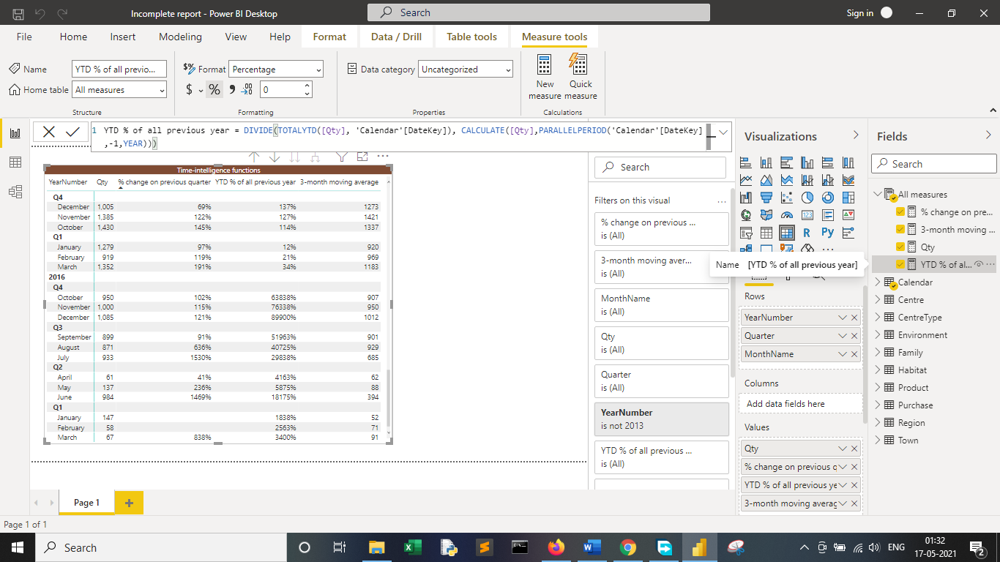 Incomplete report - Power BI Desktop
Search
Sign in
File Home Insert Modeling View Help Format Data / Drill Table tools Measure tools
Name YTD % of all previo...
Home table All measures
Structure
$% Format Percentage
$ % 0
Formatting
Data category Uncategorized
Properties
New measure
Quick measure
Calculations
1 YTD % of all previous year = DIVIDE(TOTALYTD([Qty], 'Calendar'[DateKey]), CALCULATE([Qty],PARALLELPERIOD('Calendar'[DateKey]
,-1,YEAR)))
Time-intelligence functions
YearNumber Qty % change on previous quarter YTD % of all previous year 3-month moving average
Q4
December 1,005 69% 137% 1273
November 1,385 122% 127% 1421
October 1,430 145% 114% 1337
Q1
January 1,279 97% 12% 920
February 919 119% 21% 969
March 1,352 191% 34% 1183
2016
Q4
October 950 102% 63838% 907
November 1,000 115% 76338% 950
December 1,085 121% 89900% 1012
Q3
September 899 91% 51963% 901
August 871 636% 40725% 929
July 933 1530% 29838% 685
Q2
April 61 41% 4163% 62
May 137 236% 5875% 88
June 984 1469% 18175% 394
Q1
January 147 1838% 52
February 58 2563% 71
March 67 838% 3400% 91
Search
Filters on this visual ...
% change on previous ...
is (All)
3-month moving aver...
is (All)
MonthName
is (All)
Qty
is (All)
Quarter
is (All)
YearNumber
is not 2013
YTD % of all previous ...
is (All)
Visualizations
123
R Py
...
Name [YTD % of all previous year]
Rows
YearNumber
Quarter
MonthName
Columns
Add data fields here
Values
Qty
% change on previous q
YTD % of all previous ye
3-month moving averag
Fields
Search
All measures
% change on pre...
3-month moving ...
Qty
YTD % of al... ...
Calendar
Centre
CentreType
Environment
Family
Habitat
Product
Purchase
Region
Town
Page 1 +
Page 1 of 1
Search
ENG
01:32
17-05-2021
2